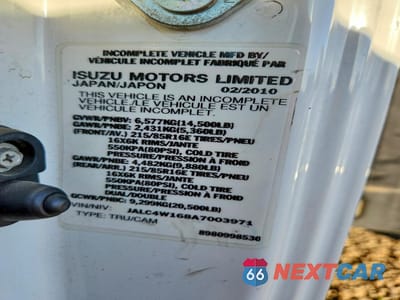 INCOMPLETE VEHICLE MFD BY/
VÉHICULE INCOMPLET FABRIQUÉ PAR
ISUZU MOTORS LIMITED
JAPAN/JAPON 02/2010
THIS VEHICLE IS AN INCOMPLETE
VEHICLE./LE VÉHICULE EST UN
VÉHICULE INCOMPLET.
GVWR/PNBV: 6,577KG(14,500LB)
GAWR/PNBE: 2,431KG(5,360LB)
(FRONT/AV.) 215/85R16E TIRES/PNEU
16X6K RIMS/JANTE
550KPA(80PSI), COLD TIRE
PRESSURE/PRESSION À FROID
GAWR/PNBE: 4,482KG(9,880LB)
(REAR/ARR.) 215/85R16E TIRES/PNEU
16X6K RIMS/JANTE
550KPA(80PSI), COLD TIRE
PRESSURE/PRESSION À FROID
DUAL/DOUBLE
GCWR/PNBC: 9,299KG(20,500LB)
VIN/NIV: JALC4W168A7003971
TYPE: TRU/CAM
8980998530
66 NEXTCAR